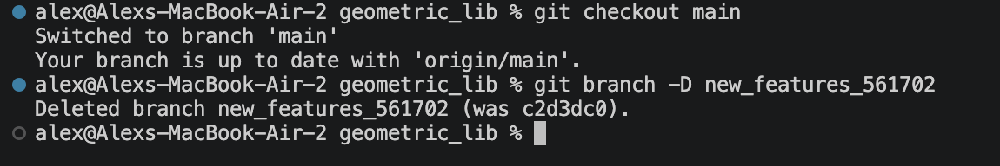 alex@Alexs-MacBook-Air-2 geometric_lib % git checkout main
Switched to branch 'main'
Your branch is up to date with 'origin/main'.
alex@Alexs-MacBook-Air-2 geometric_lib % git branch -D new_features_561702
Deleted branch new_features_561702 (was c2d3dc0).
alex@Alexs-MacBook-Air-2 geometric_lib %